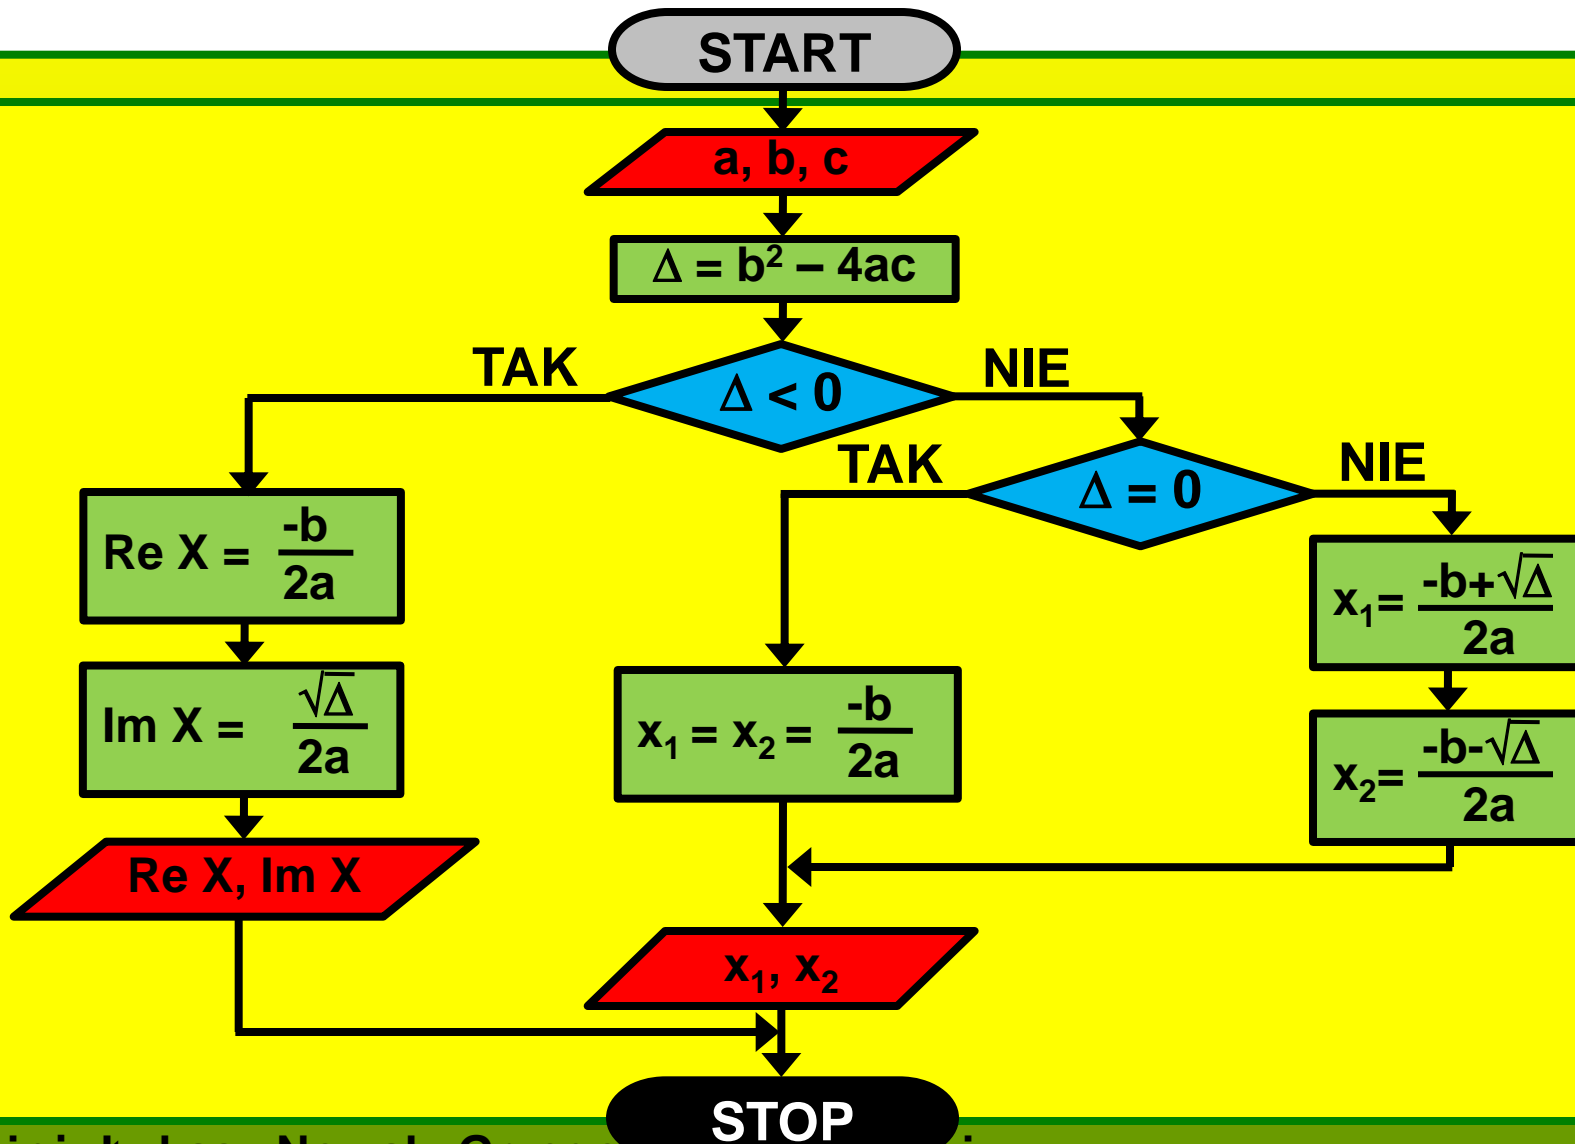 START
a, b, c
Δ = b² – 4ac
TAK
Δ < 0
NIE
TAK
Δ = 0
NIE
Re X = -b / 2a
x₁= -b+√Δ / 2a
Im X = √Δ / 2a
x₁ = x₂ = -b / 2a
x₂= -b-√Δ / 2a
Re X, Im X
x₁, x₂
STOP